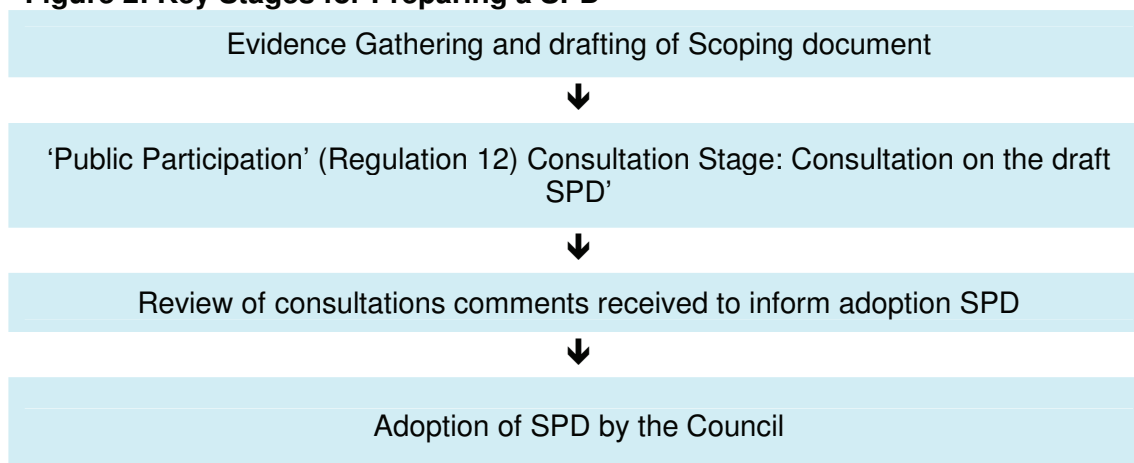 Figure 2: Key Stages for Preparing a SPD
Evidence Gathering and drafting of Scoping document
‘Public Participation’ (Regulation 12) Consultation Stage: Consultation on the draft
SPD’
Review of consultations comments received to inform adoption SPD
Adoption of SPD by the Council